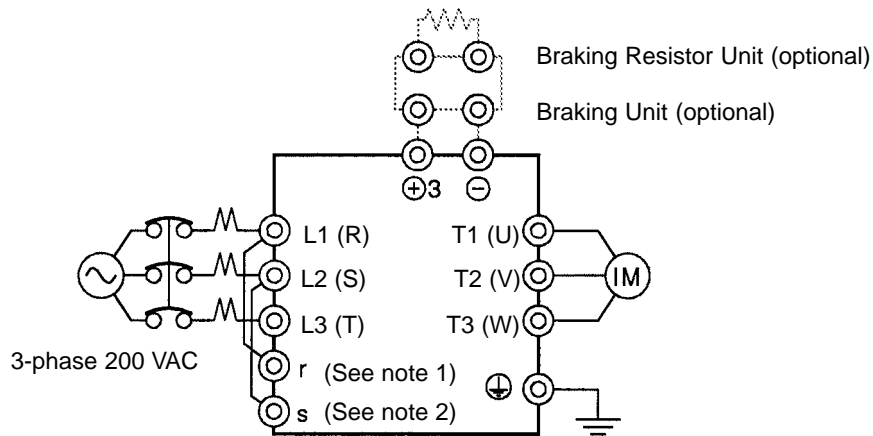 Braking Resistor Unit (optional)
Braking Unit (optional)
⊕3 ⊖
L1 (R) T1 (U)
L2 (S) T2 (V) IM
L3 (T) T3 (W)
3-phase 200 VAC
r (See note 1)
s (See note 2)